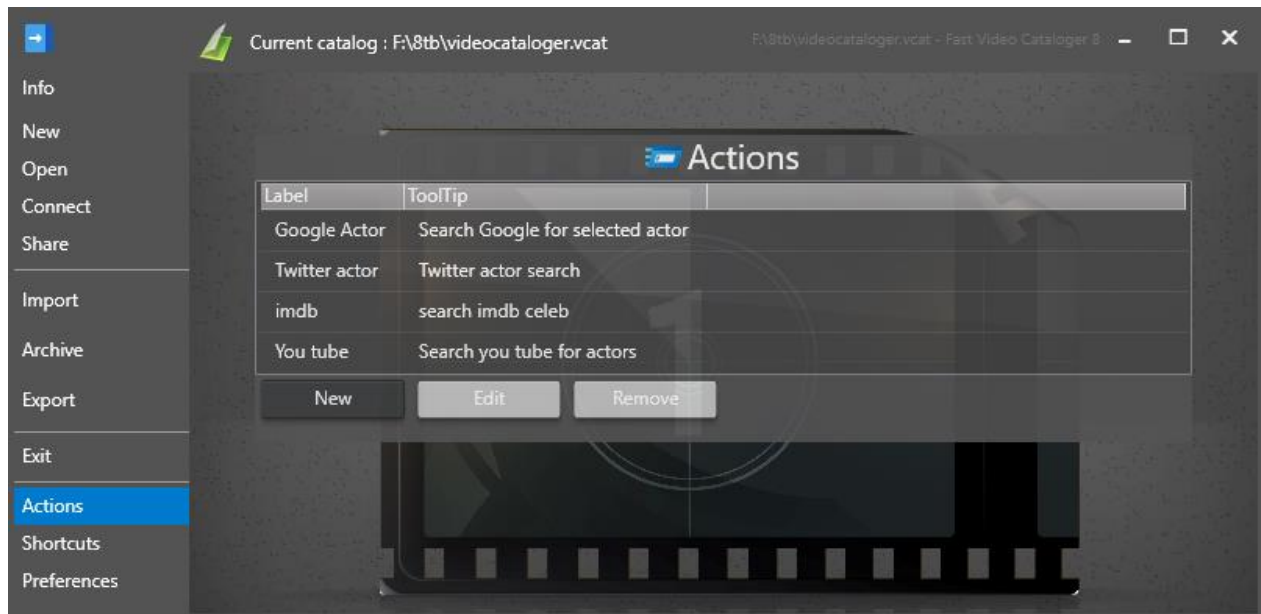 Current catalog : F:\8tb\videocataloger.vcat
F:\8tb\videocataloger.vcat - Fast Video Cataloger 8
Info
New
Open
Connect
Share
Import
Archive
Export
Exit
Actions
Shortcuts
Preferences
Actions
Label ToolTip
Google Actor Search Google for selected actor
Twitter actor Twitter actor search
imdb search imdb celeb
You tube Search you tube for actors
New Edit Remove
1